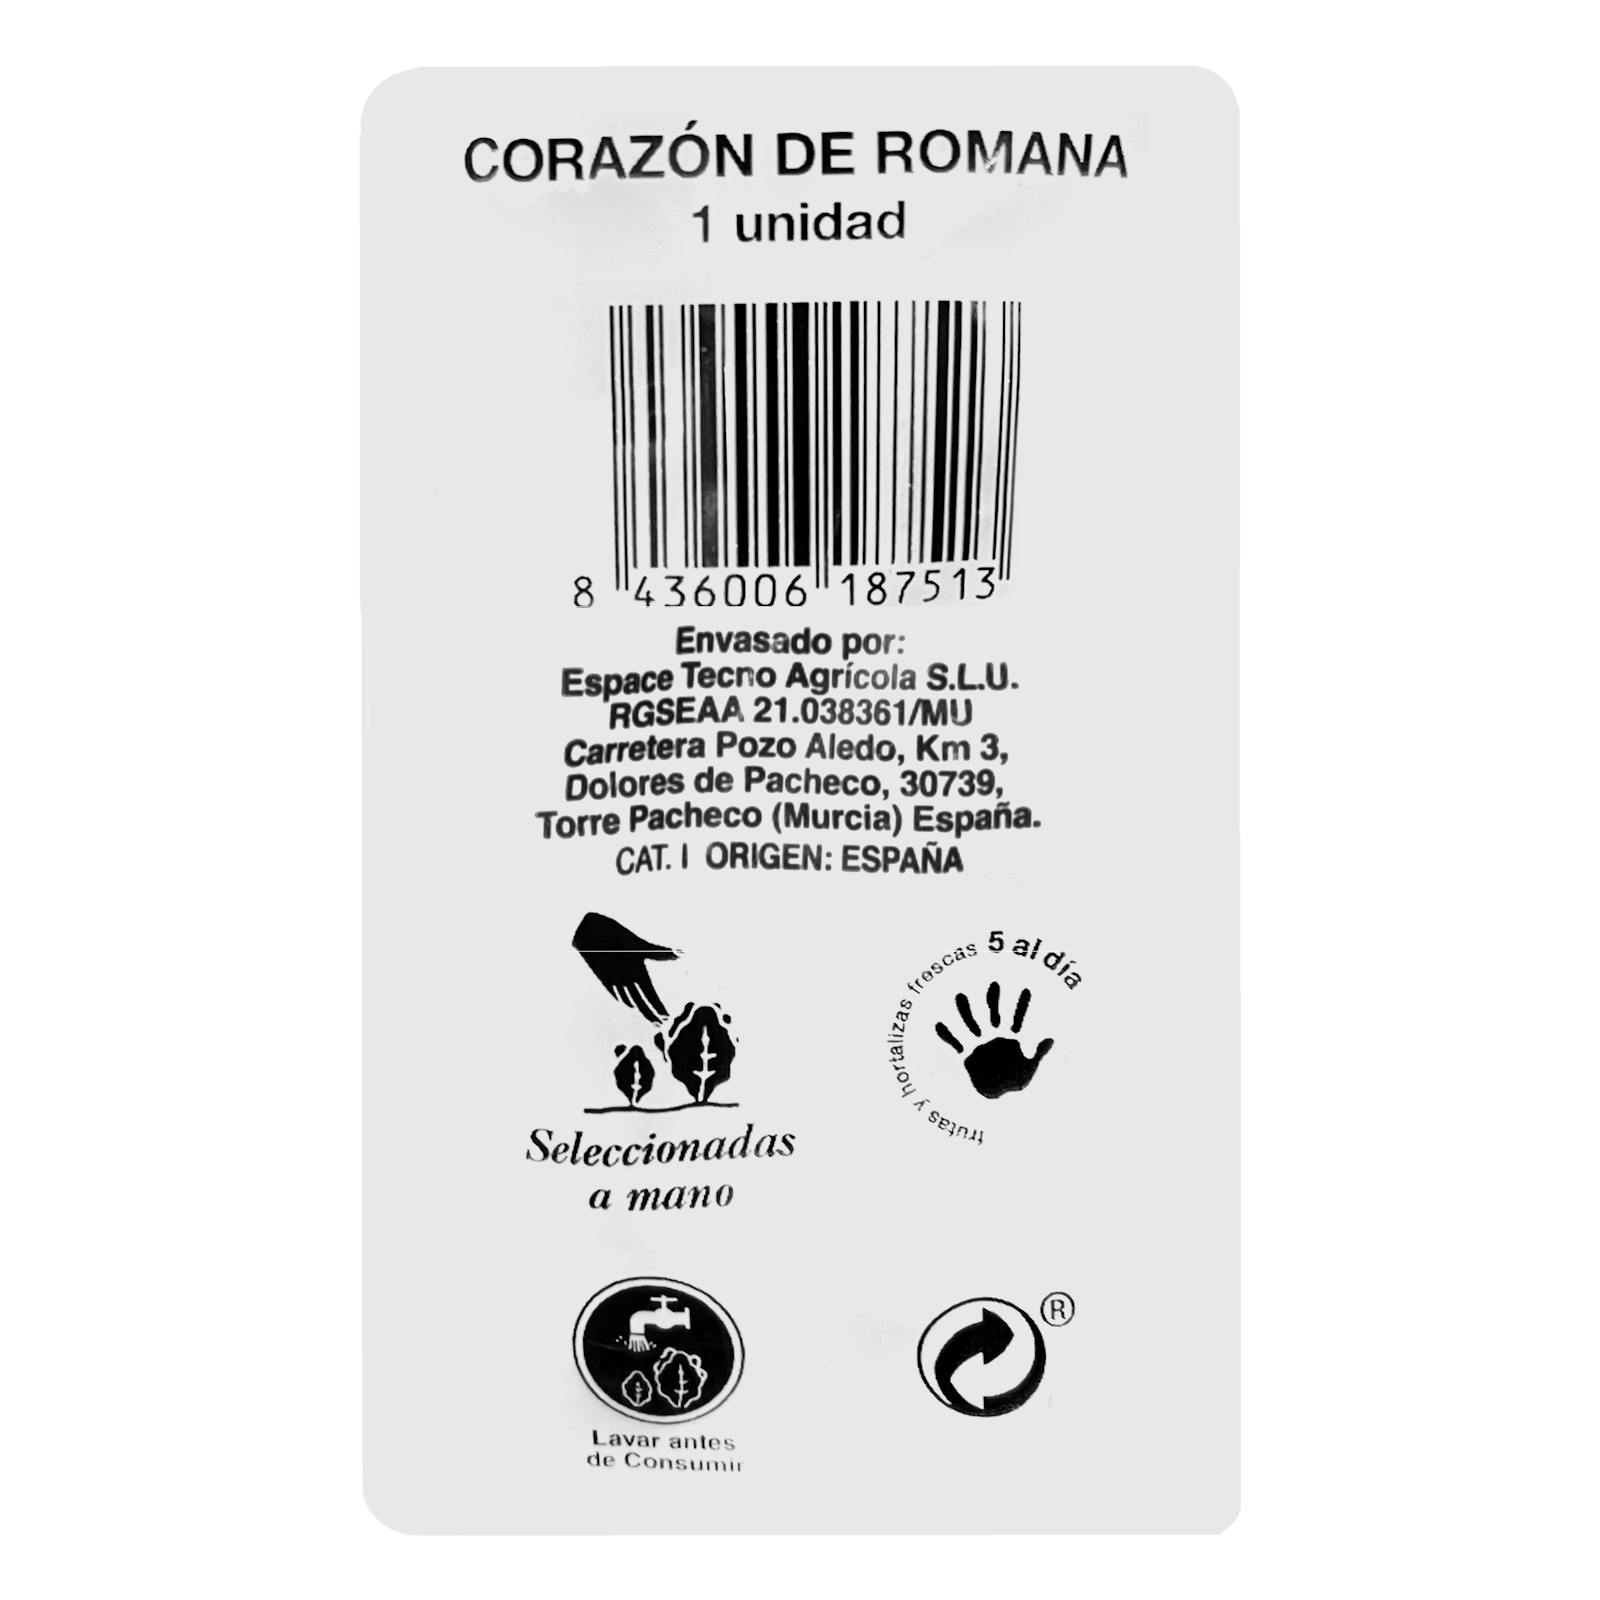 CORAZÓN DE ROMANA
1 unidad
8 436006 187513
Envasado por:
Espace Tecno Agrícola S.L.U.
RGSEAA 21.038361/MU
Carretera Pozo Aledo, Km 3,
Dolores de Pacheco, 30739,
Torre Pacheco (Murcia) España.
CAT. I ORIGEN: ESPAÑA
frutas y hortalizas frescas 5 al día
Seleccionadas
a mano
Lavar antes
de Consumir
®